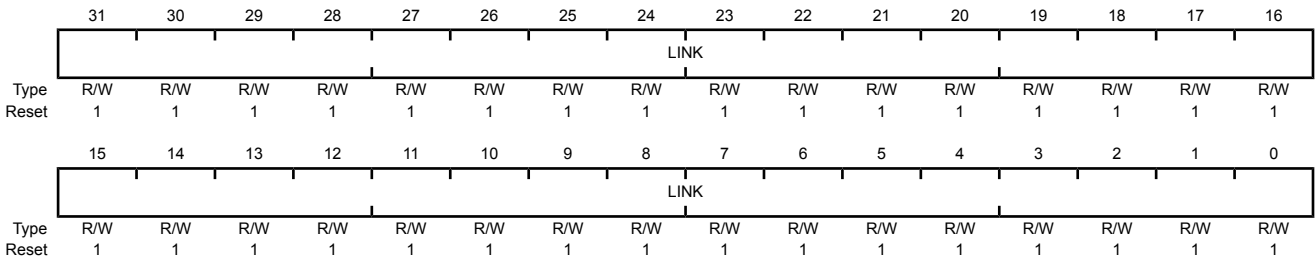 31 30 29 28 27 26 25 24 23 22 21 20 19 18 17 16
LINK
Type R/W R/W R/W R/W R/W R/W R/W R/W R/W R/W R/W R/W R/W R/W R/W R/W
Reset 1 1 1 1 1 1 1 1 1 1 1 1 1 1 1 1
15 14 13 12 11 10 9 8 7 6 5 4 3 2 1 0
LINK
Type R/W R/W R/W R/W R/W R/W R/W R/W R/W R/W R/W R/W R/W R/W R/W R/W
Reset 1 1 1 1 1 1 1 1 1 1 1 1 1 1 1 1